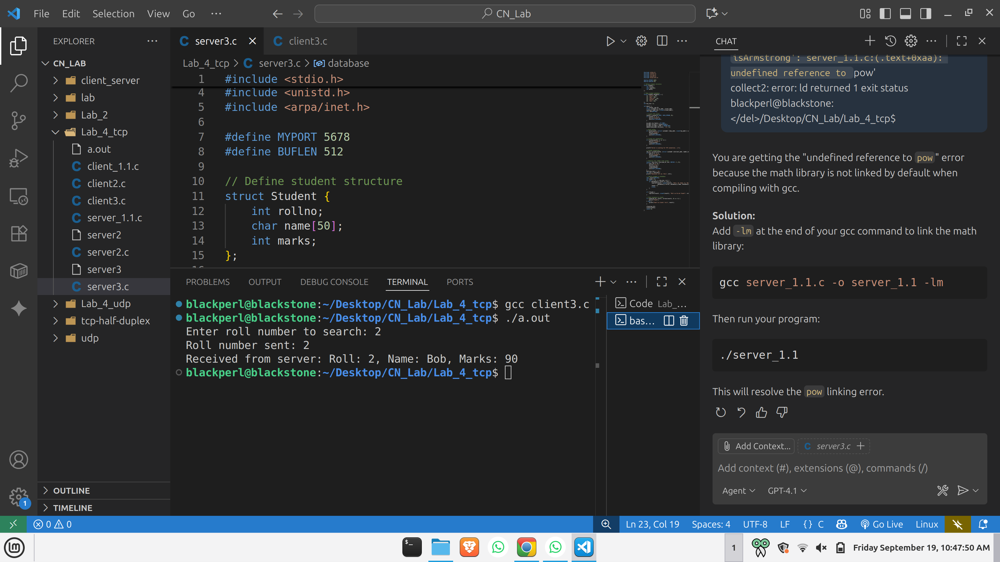 File Edit Selection View Go ··· CN_Lab
EXPLORER ···
CN_LAB
client_server
lab
Lab_2
Lab_4_tcp
a.out
client_1.1.c
client2.c
client3.c
server_1.1.c
server2
server2.c
server3
server3.c
Lab_4_udp
tcp-half-duplex
udp
OUTLINE
TIMELINE
1
C server3.c
C client3.c
Lab_4_tcp > C server3.c > database
1 #include <stdio.h>
4 #include <unistd.h>
5 #include <arpa/inet.h>
6
7 #define MYPORT 5678
8 #define BUFLEN 512
9
10 // Define student structure
11 struct Student {
12 int rollno;
13 char name[50];
14 int marks;
15 };
PROBLEMS OUTPUT DEBUG CONSOLE TERMINAL PORTS
blackperl@blackstone:~/Desktop/CN_Lab/Lab_4_tcp$ gcc client3.c
blackperl@blackstone:~/Desktop/CN_Lab/Lab_4_tcp$ ./a.out
Enter roll number to search: 2
Roll number sent: 2
Received from server: Roll: 2, Name: Bob, Marks: 90
blackperl@blackstone:~/Desktop/CN_Lab/Lab_4_tcp$
Code Lab_...
bas...
CHAT
isArmstrong': server_1.1.c:(.text+0xaa):
undefined reference to pow'
collect2: error: ld returned 1 exit status
blackperl@blackstone:
</del>/Desktop/CN_Lab/Lab_4_tcp$
You are getting the "undefined reference to pow" error
because the math library is not linked by default when
compiling with gcc.
Solution:
Add -lm at the end of your gcc command to link the math
library:
gcc server_1.1.c -o server_1.1 -lm
Then run your program:
./server_1.1
This will resolve the pow linking error.
Add Context... C server3.c +
Add context (#), extensions (@), commands (/)
Agent GPT-4.1
0 0 Ln 23, Col 19 Spaces: 4 UTF-8 LF {} C Go Live Linux
1 Friday September 19, 10:47:50 AM